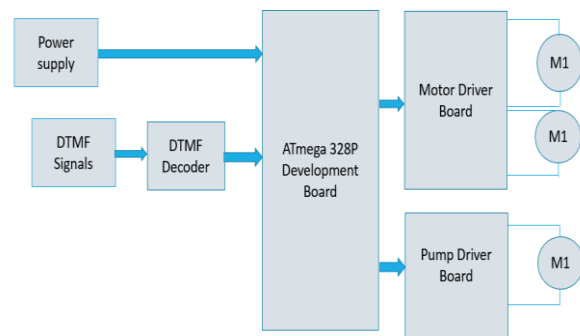 Power
supply
DTMF
Signals
DTMF
Decoder
ATmega 328P
Development
Board
Motor Driver
Board
M1
M1
Pump Driver
Board
M1